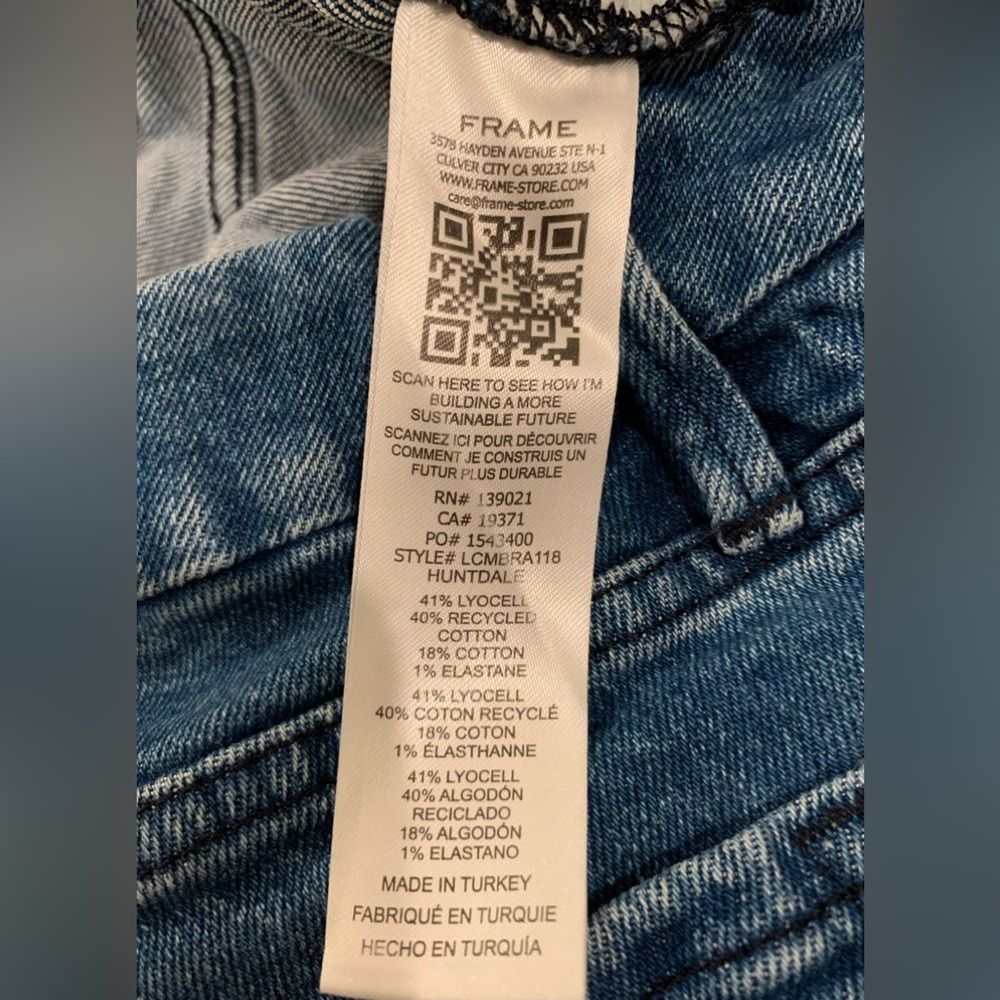 FRAME
3578 HAYDEN AVENUE STE N-1
CULVER CITY CA 90232 USA
WWW.FRAME-STORE.COM
care@frame-store.com
SCAN HERE TO SEE HOW I'M
BUILDING A MORE
SUSTAINABLE FUTURE
SCANNEZ ICI POUR DÉCOUVRIR
COMMENT JE CONSTRUIS UN
FUTUR PLUS DURABLE
RN# 139021
CA# 19371
PO# 1543400
STYLE# LCMBRA118
HUNTDALE
41% LYOCELL
40% RECYCLED
COTTON
18% COTTON
1% ELASTANE
41% LYOCELL
40% COTON RECYCLÉ
18% COTON
1% ÉLASTHANNE
41% LYOCELL
40% ALGODÓN
RECICLADO
18% ALGODÓN
1% ELASTANO
MADE IN TURKEY
FABRIQUÉ EN TURQUIE
HECHO EN TURQUÍA